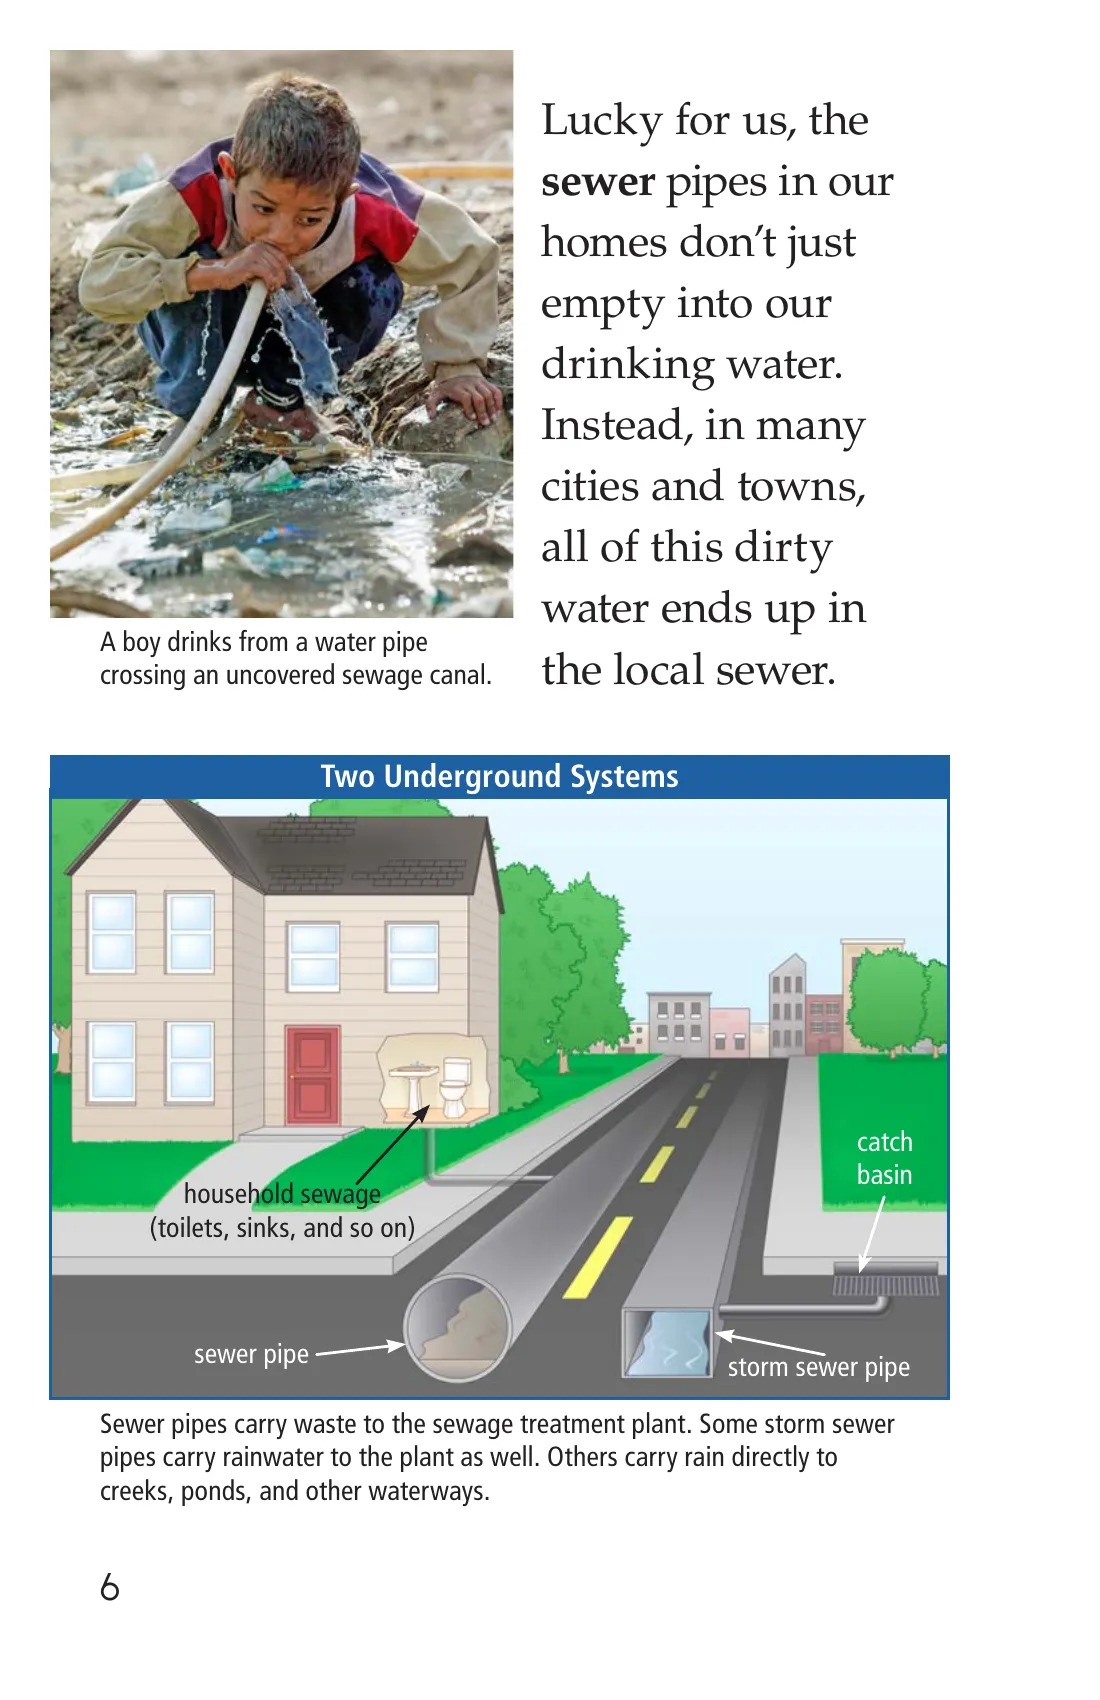 Lucky for us, the
sewer pipes in our
homes don’t just
empty into our
drinking water.
Instead, in many
cities and towns,
all of this dirty
water ends up in
the local sewer.
A boy drinks from a water pipe
crossing an uncovered sewage canal.
Two Underground Systems
catch
basin
household sewage
(toilets, sinks, and so on)
sewer pipe
storm sewer pipe
Sewer pipes carry waste to the sewage treatment plant. Some storm sewer
pipes carry rainwater to the plant as well. Others carry rain directly to
creeks, ponds, and other waterways.
6